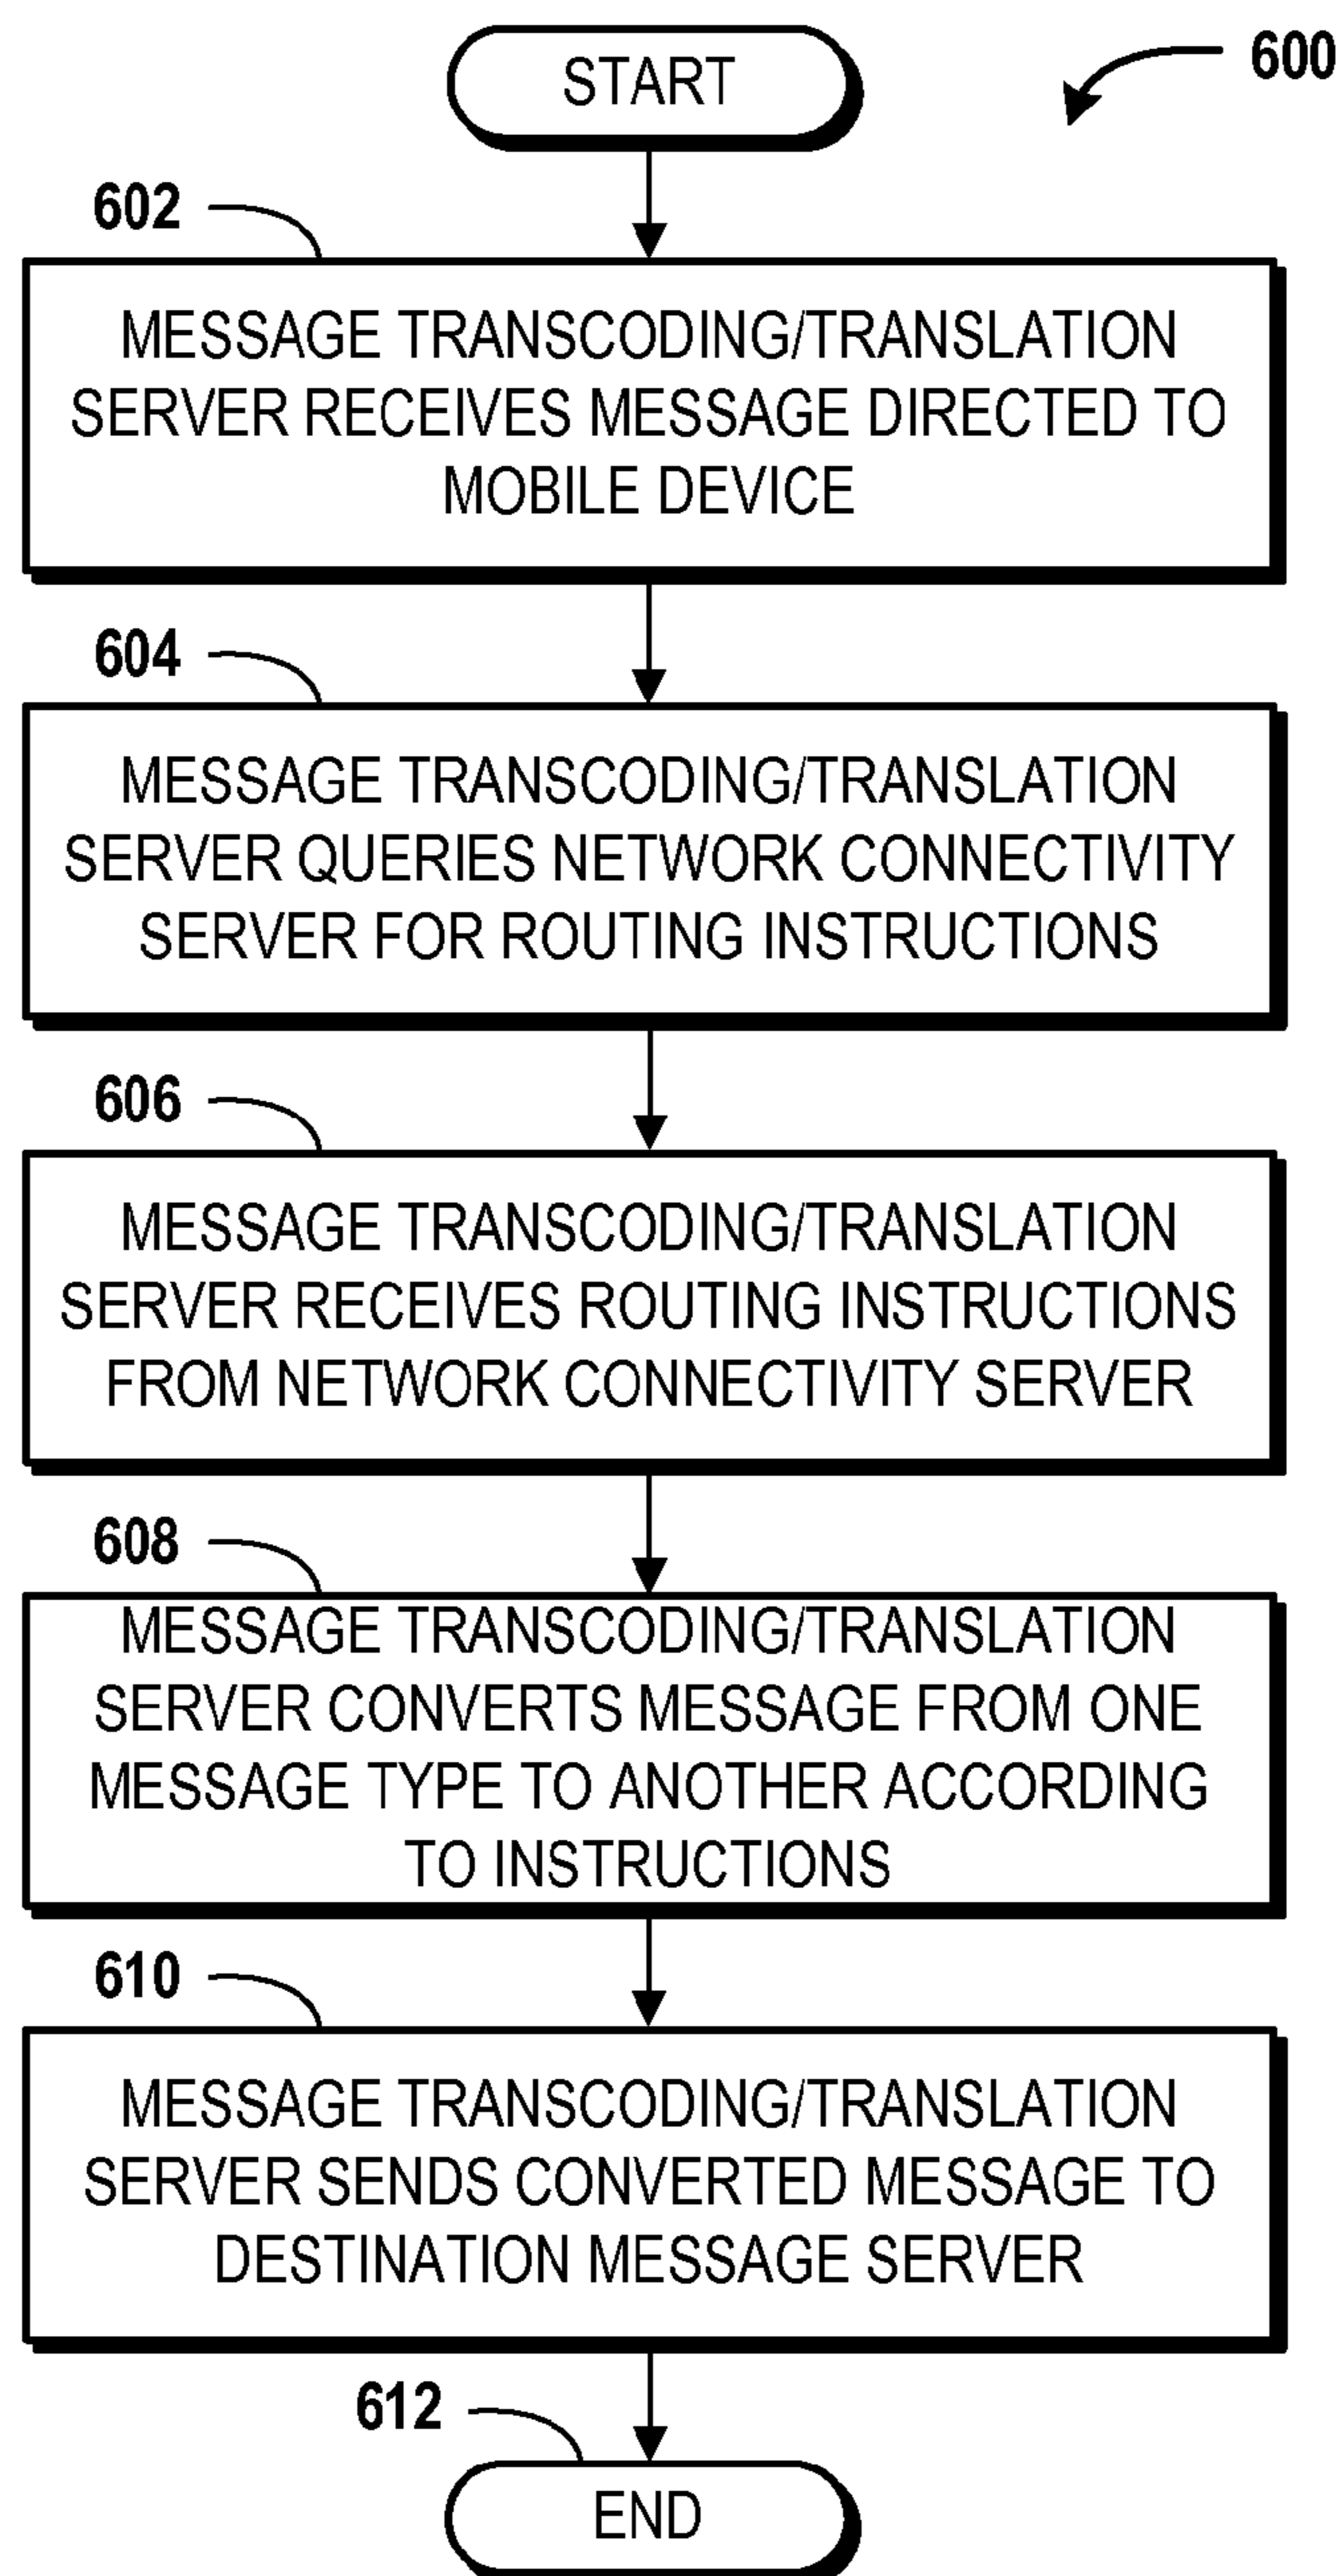 START
600
602
MESSAGE TRANSCODING/TRANSLATION
SERVER RECEIVES MESSAGE DIRECTED TO
MOBILE DEVICE
604
MESSAGE TRANSCODING/TRANSLATION
SERVER QUERIES NETWORK CONNECTIVITY
SERVER FOR ROUTING INSTRUCTIONS
606
MESSAGE TRANSCODING/TRANSLATION
SERVER RECEIVES ROUTING INSTRUCTIONS
FROM NETWORK CONNECTIVITY SERVER
608
MESSAGE TRANSCODING/TRANSLATION
SERVER CONVERTS MESSAGE FROM ONE
MESSAGE TYPE TO ANOTHER ACCORDING
TO INSTRUCTIONS
610
MESSAGE TRANSCODING/TRANSLATION
SERVER SENDS CONVERTED MESSAGE TO
DESTINATION MESSAGE SERVER
612
END